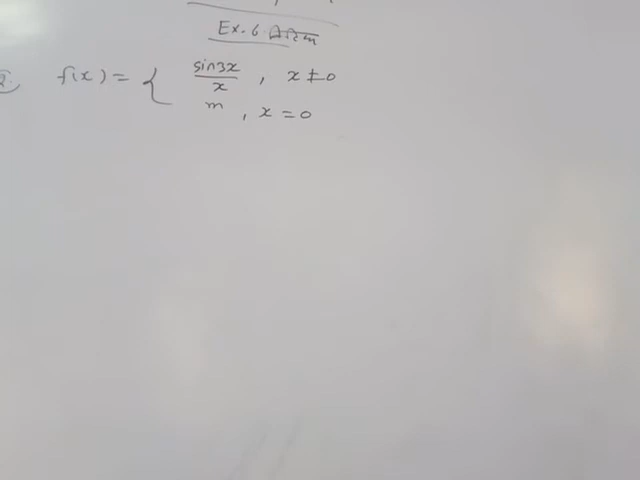 Ex. 6
2. f(x) = { sin3x/x , x ≠ 0
m , x = 0